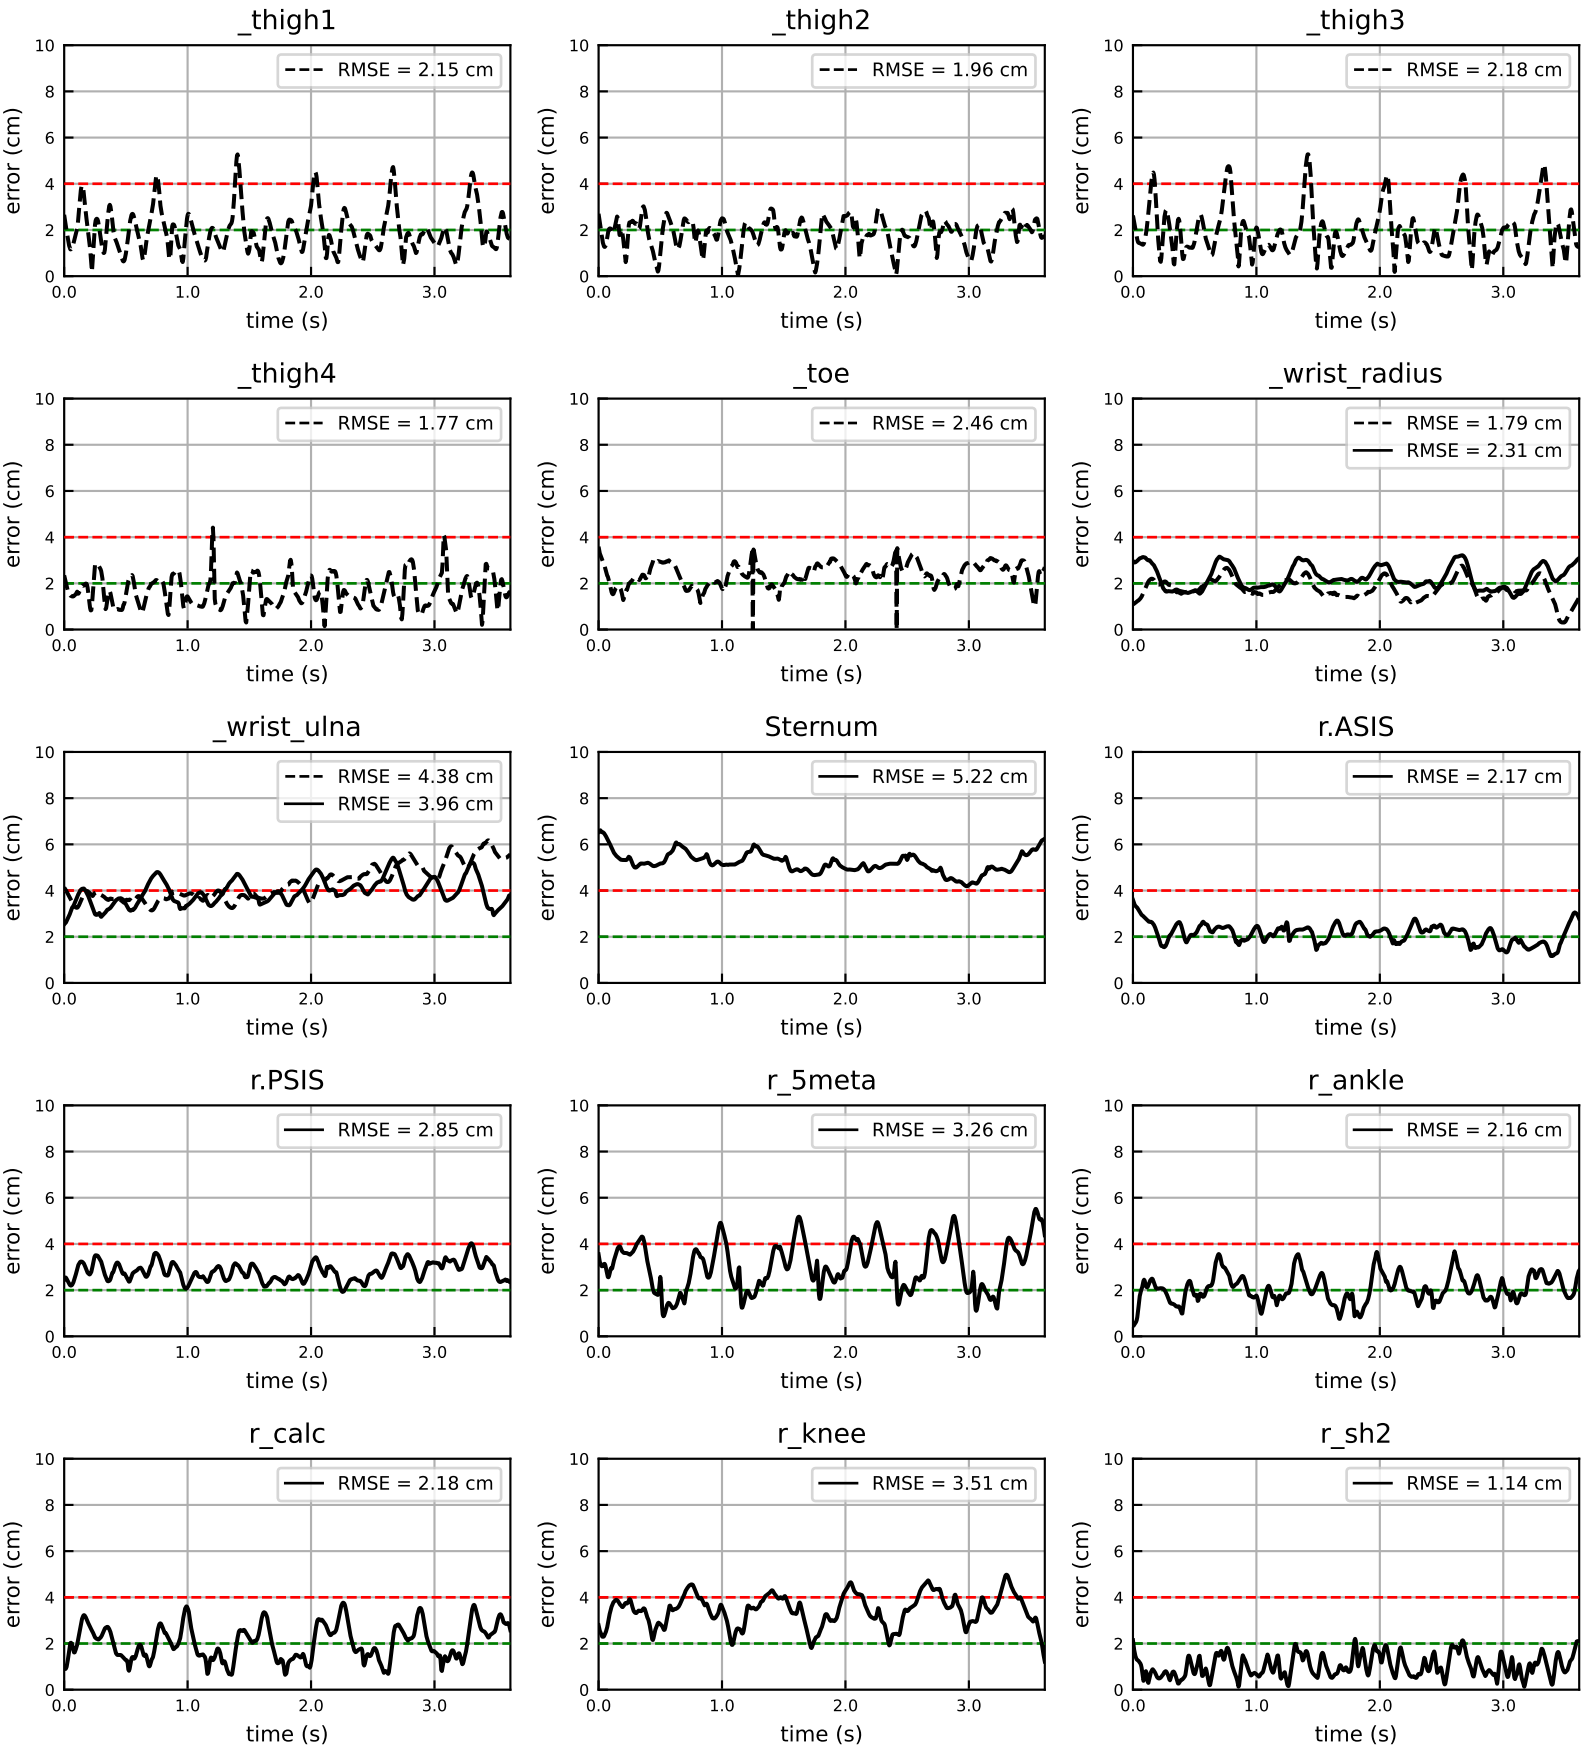 _thigh1
_thigh2
_thigh3
RMSE = 2.15 cm
RMSE = 1.96 cm
RMSE = 2.18 cm
error (cm)
10
8
6
4
2
0
0.0 1.0 2.0 3.0
time (s)
error (cm)
10
8
6
4
2
0
0.0 1.0 2.0 3.0
time (s)
error (cm)
10
8
6
4
2
0
0.0 1.0 2.0 3.0
time (s)
_thigh4
_toe
_wrist_radius
RMSE = 1.77 cm
RMSE = 2.46 cm
RMSE = 1.79 cm
RMSE = 2.31 cm
error (cm)
10
8
6
4
2
0
0.0 1.0 2.0 3.0
time (s)
error (cm)
10
8
6
4
2
0
0.0 1.0 2.0 3.0
time (s)
error (cm)
10
8
6
4
2
0
0.0 1.0 2.0 3.0
time (s)
_wrist_ulna
Sternum
r.ASIS
RMSE = 4.38 cm
RMSE = 3.96 cm
RMSE = 5.22 cm
RMSE = 2.17 cm
error (cm)
10
8
6
4
2
0
0.0 1.0 2.0 3.0
time (s)
error (cm)
10
8
6
4
2
0
0.0 1.0 2.0 3.0
time (s)
error (cm)
10
8
6
4
2
0
0.0 1.0 2.0 3.0
time (s)
r.PSIS
r_5meta
r_ankle
RMSE = 2.85 cm
RMSE = 3.26 cm
RMSE = 2.16 cm
error (cm)
10
8
6
4
2
0
0.0 1.0 2.0 3.0
time (s)
error (cm)
10
8
6
4
2
0
0.0 1.0 2.0 3.0
time (s)
error (cm)
10
8
6
4
2
0
0.0 1.0 2.0 3.0
time (s)
r_calc
r_knee
r_sh2
RMSE = 2.18 cm
RMSE = 3.51 cm
RMSE = 1.14 cm
error (cm)
10
8
6
4
2
0
0.0 1.0 2.0 3.0
time (s)
error (cm)
10
8
6
4
2
0
0.0 1.0 2.0 3.0
time (s)
error (cm)
10
8
6
4
2
0
0.0 1.0 2.0 3.0
time (s)